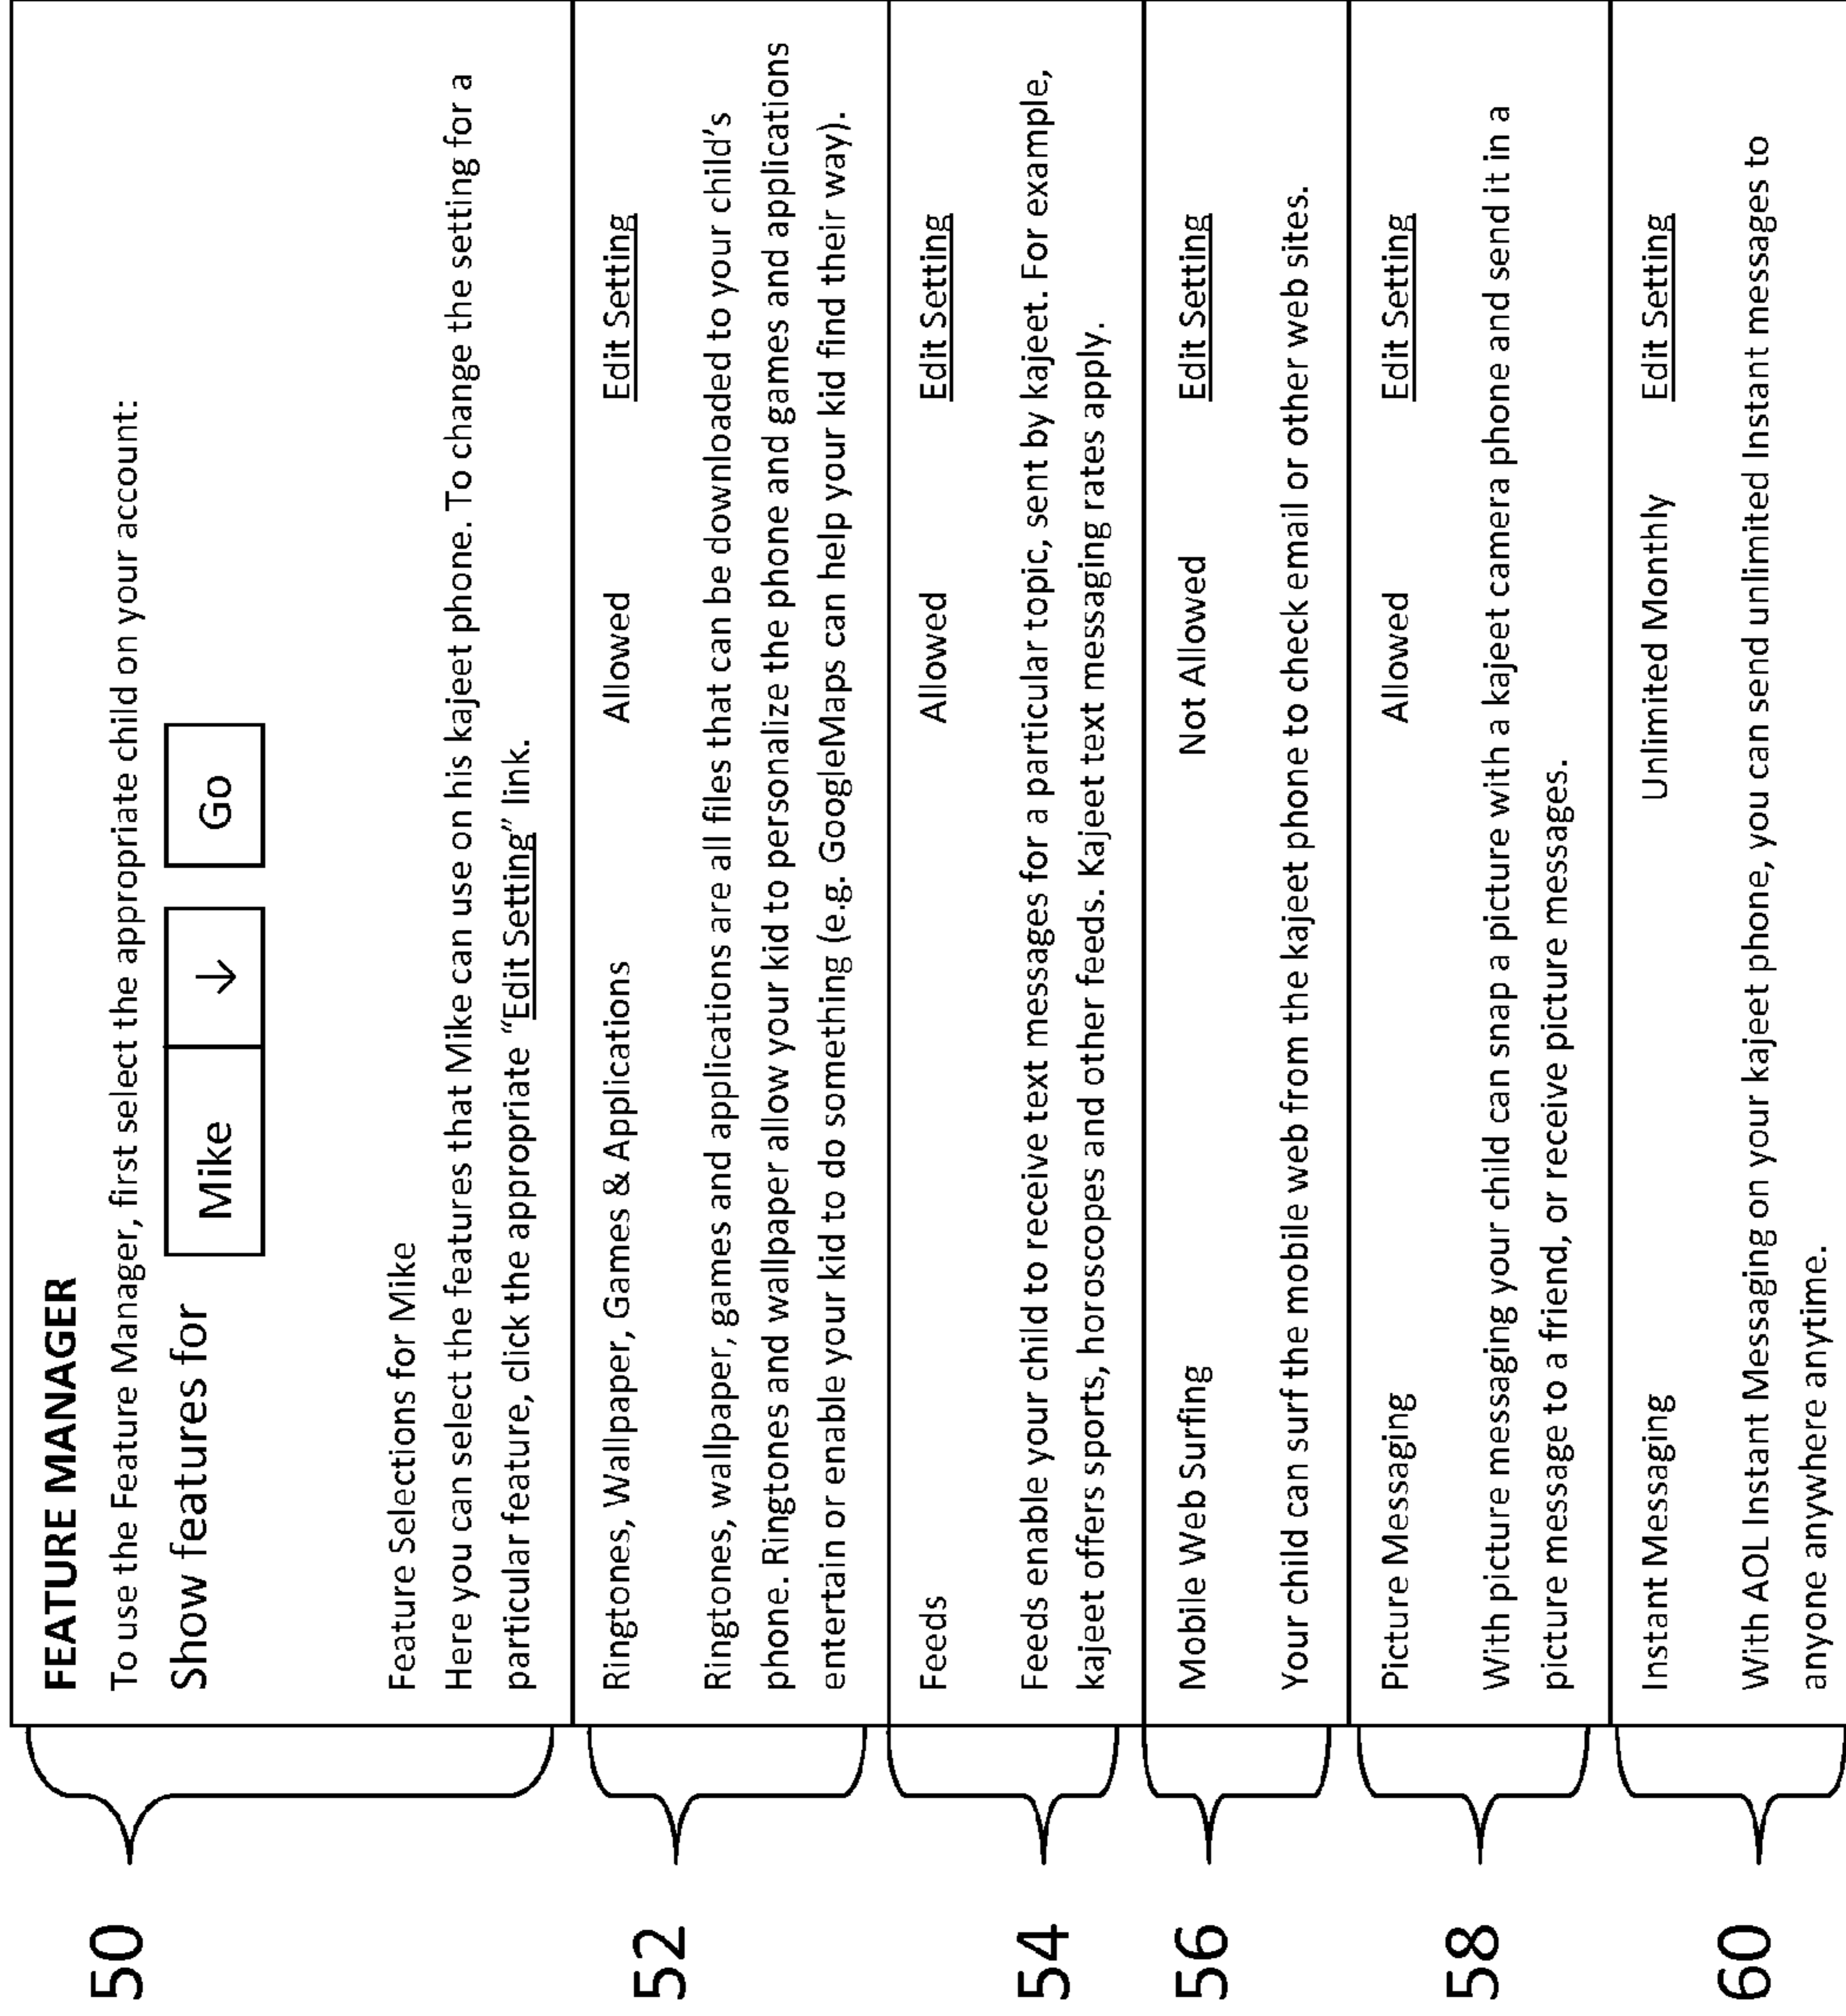 50
FEATURE MANAGER
To use the Feature Manager, first select the appropriate child on your account:
Show features for Mike ↓ Go
Feature Selections for Mike
Here you can select the features that Mike can use on his kajeet phone. To change the setting for a
particular feature, click the appropriate “Edit Setting” link.
52
Ringtones, Wallpaper, Games & Applications Allowed Edit Setting
Ringtones, wallpaper, games and applications are all files that can be downloaded to your child's
phone. Ringtones and wallpaper allow your kid to personalize the phone and games and applications
entertain or enable your kid to do something (e.g. GoogleMaps can help your kid find their way).
54
Feeds Allowed Edit Setting
Feeds enable your child to receive text messages for a particular topic, sent by kajeet. For example,
kajeet offers sports, horoscopes and other feeds. Kajeet text messaging rates apply.
56
Mobile Web Surfing Not Allowed Edit Setting
Your child can surf the mobile web from the kajeet phone to check email or other web sites.
58
Picture Messaging Allowed Edit Setting
With picture messaging your child can snap a picture with a kajeet camera phone and send it in a
picture message to a friend, or receive picture messages.
60
Instant Messaging Unlimited Monthly Edit Setting
With AOL Instant Messaging on your kajeet phone, you can send unlimited Instant messages to
anyone anywhere anytime.